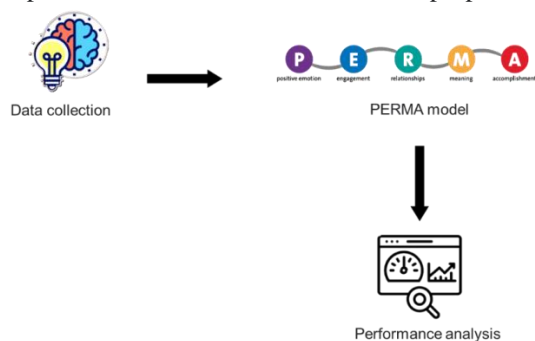 P E R M A
positive emotion engagement relationships meaning accomplishment
Data collection
PERMA model
Performance analysis